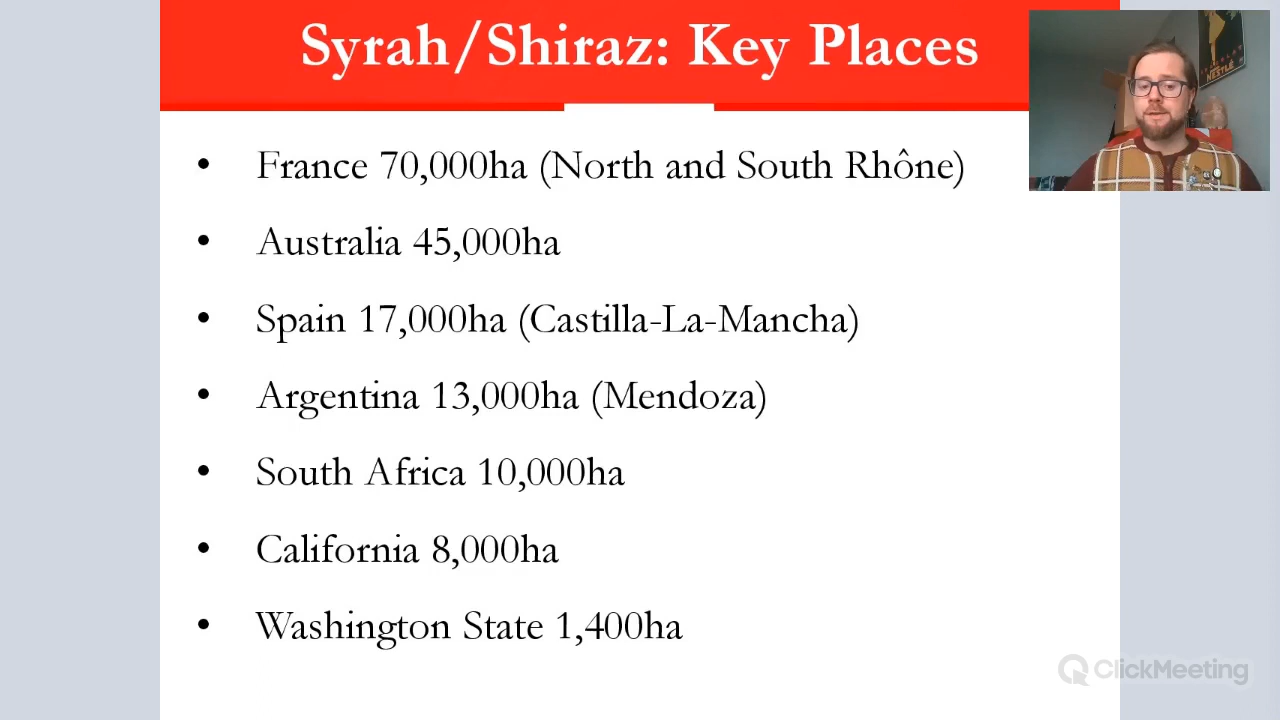 Syrah/Shiraz: Key Places
• France 70,000ha (North and South Rhône)
• Australia 45,000ha
• Spain 17,000ha (Castilla-La-Mancha)
• Argentina 13,000ha (Mendoza)
• South Africa 10,000ha
• California 8,000ha
• Washington State 1,400ha
NESTLÉ
ClickMeeting